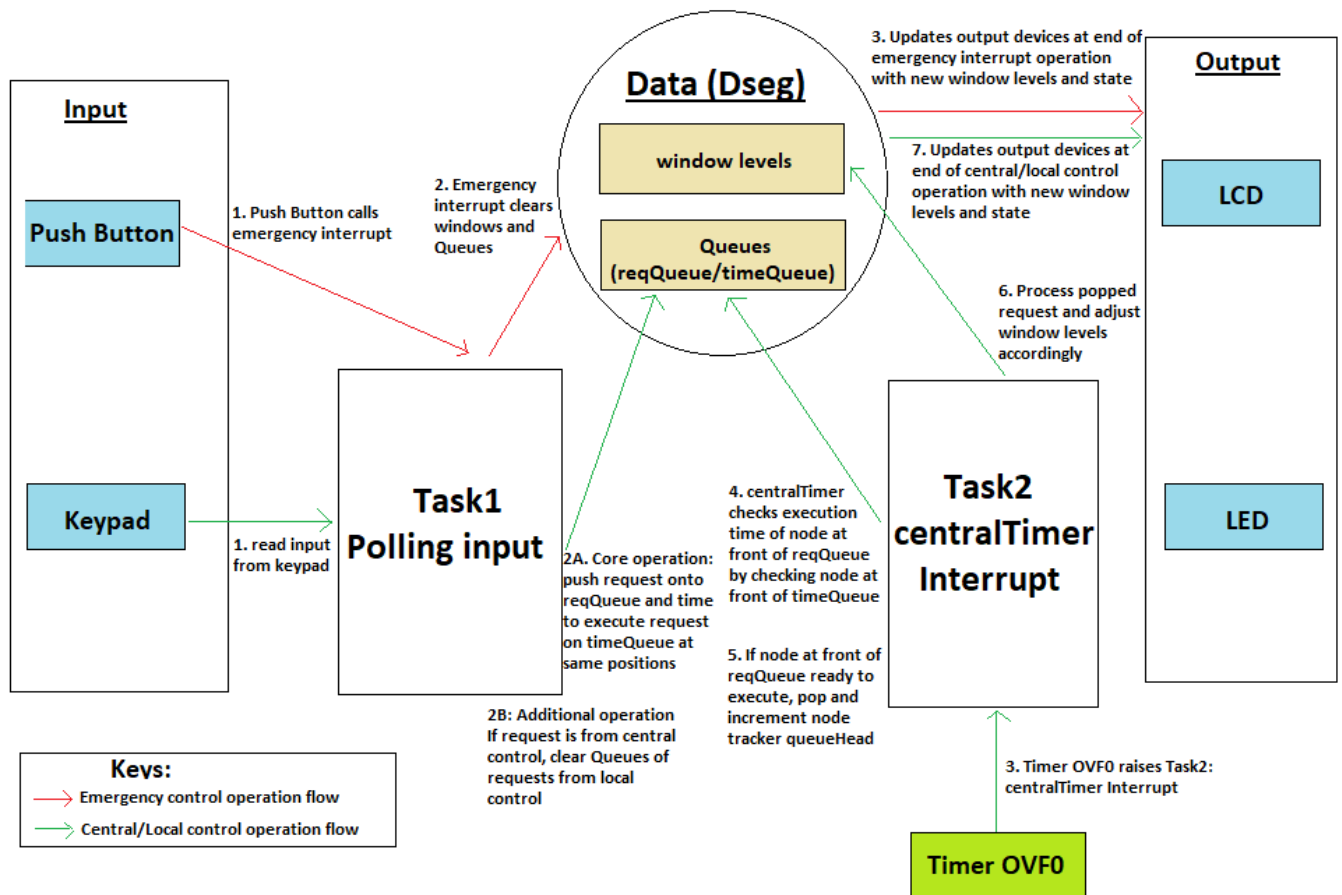 Input
Push Button
Keypad
1. Push Button calls
emergency interrupt
1. read input
from keypad
Task1
Polling input
2. Emergency
interrupt clears
windows and
Queues
Data (Dseg)
window levels
Queues
(reqQueue/timeQueue)
2A. Core operation:
push request onto
reqQueue and time
to execute request
on timeQueue at
same positions
2B: Additional operation
If request is from central
control, clear Queues of
requests from local
control
4. centralTimer
checks execution
time of node at
front of reqQueue
by checking node at
front of timeQueue
5. If node at front of
reqQueue ready to
execute, pop and
increment node
tracker queueHead
Task2
centralTimer
Interrupt
3. Timer OVF0 raises Task2:
centralTimer Interrupt
Timer OVF0
6. Process popped
request and adjust
window levels
accordingly
3. Updates output devices at end of
emergency interrupt operation
with new window levels and state
7. Updates output devices at
end of central/local control
operation with new window
levels and state
Output
LCD
LED
Keys:
Emergency control operation flow
Central/Local control operation flow